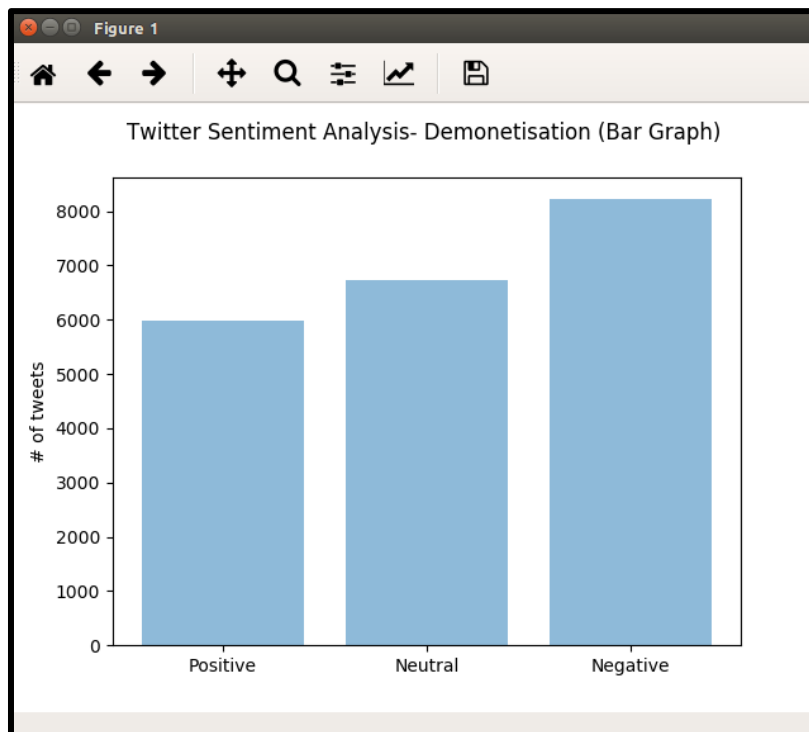 Figure 1
Twitter Sentiment Analysis- Demonetisation (Bar Graph)
8000
7000
6000
5000
4000
3000
2000
1000
0
# of tweets
Positive
Neutral
Negative